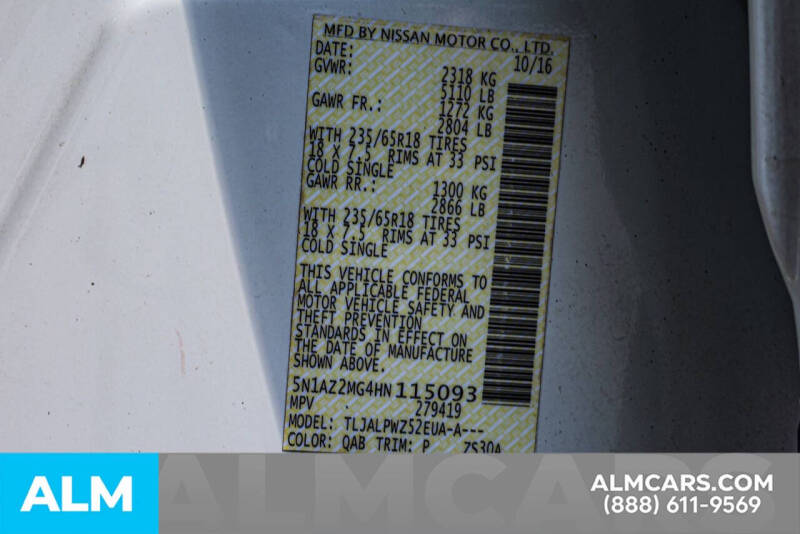 MFD BY NISSAN MOTOR CO., LTD.
DATE: 10/16
GVWR: 2318 KG
5110 LB
GAWR FR.: 1272 KG
2804 LB
WITH 235/65R18 TIRES
18 X 7.5 RIMS AT 33 PSI
COLD SINGLE
GAWR RR.: 1300 KG
2866 LB
WITH 235/65R18 TIRES
18 X 7.5 RIMS AT 33 PSI
COLD SINGLE
THIS VEHICLE CONFORMS TO
ALL APPLICABLE FEDERAL
MOTOR VEHICLE SAFETY AND
THEFT PREVENTION
STANDARDS IN EFFECT ON
THE DATE OF MANUFACTURE
SHOWN ABOVE.
5N1AZ2MG4HN115093
MPV 279419
MODEL: TLJALPWZ52EUA-A---
COLOR: QAB TRIM: P ZS30A
ALM
ALMCARS
ALMCARS.COM
(888) 611-9569